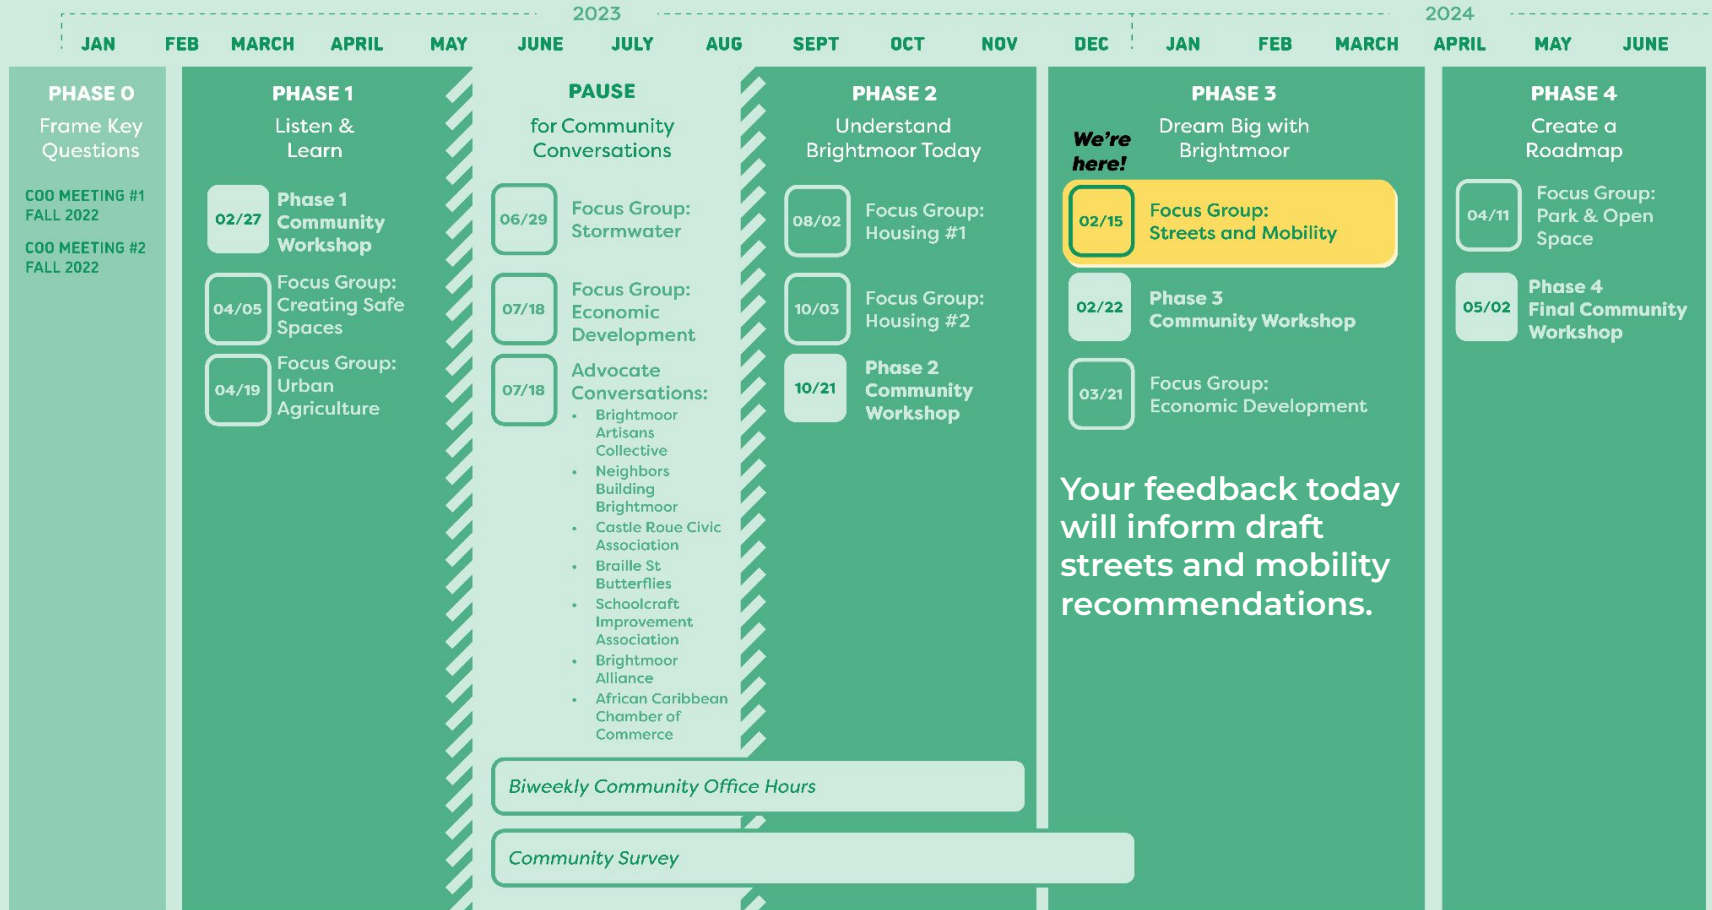 2023
2024
JAN
FEB
MARCH
APRIL
MAY
JUNE
JULY
AUG
SEPT
OCT
NOV
DEC
JAN
FEB
MARCH
APRIL
MAY
JUNE
PHASE 0
Frame Key
Questions
COO MEETING #1
FALL 2022
COO MEETING #2
FALL 2022
PHASE 1
Listen &
Learn
02/27
Phase 1
Community
Workshop
04/05
Focus Group:
Creating Safe
Spaces
04/19
Focus Group:
Urban
Agriculture
PAUSE
for Community
Conversations
06/29
Focus Group:
Stormwater
07/18
Focus Group:
Economic
Development
07/18
Advocate
Conversations:
• Brightmoor
Artisans
Collective
• Neighbors
Building
Brightmoor
• Castle Roue Civic
Association
• Braille St
Butterflies
• Schoolcraft
Improvement
Association
• Brightmoor
Alliance
• African Caribbean
Chamber of
Commerce
PHASE 2
Understand
Brightmoor Today
08/02
Focus Group:
Housing #1
10/03
Focus Group:
Housing #2
10/21
Phase 2
Community
Workshop
Biweekly Community Office Hours
Community Survey
PHASE 3
Dream Big with
Brightmoor
We're
here!
02/15
Focus Group:
Streets and Mobility
02/22
Phase 3
Community Workshop
03/21
Focus Group:
Economic Development
Your feedback today
will inform draft
streets and mobility
recommendations.
PHASE 4
Create a
Roadmap
04/11
Focus Group:
Park & Open
Space
05/02
Phase 4
Final Community
Workshop